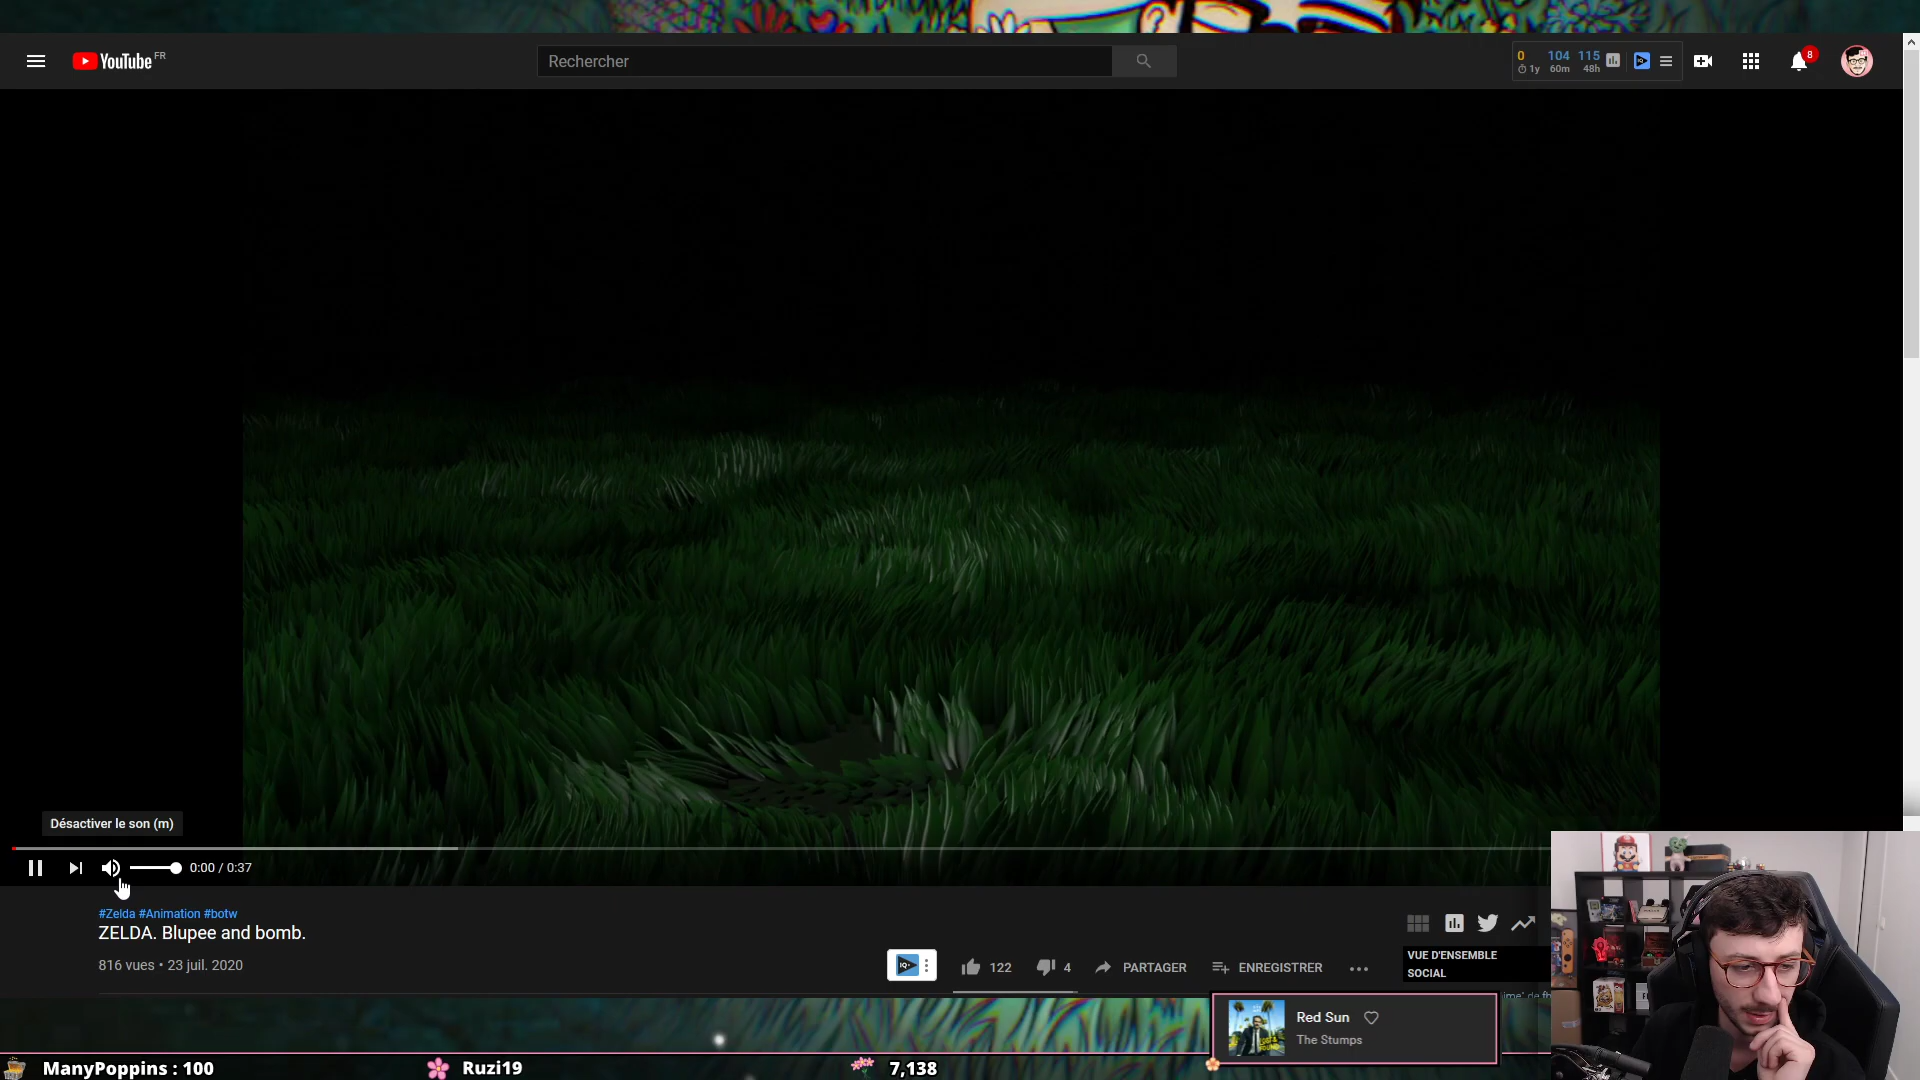 YouTube FR
Rechercher
0 104 115
1y 60m 48h
8
Désactiver le son (m)
0:00 / 0:37
#Zelda #Animation #botw
ZELDA. Blupee and bomb.
816 vues • 23 juil. 2020
IQ
122
4
PARTAGER
ENREGISTRER
VUE D'ENSEMBLE
SOCIAL
Red Sun
The Stumps
ManyPoppins : 100
Ruzi19
7,138